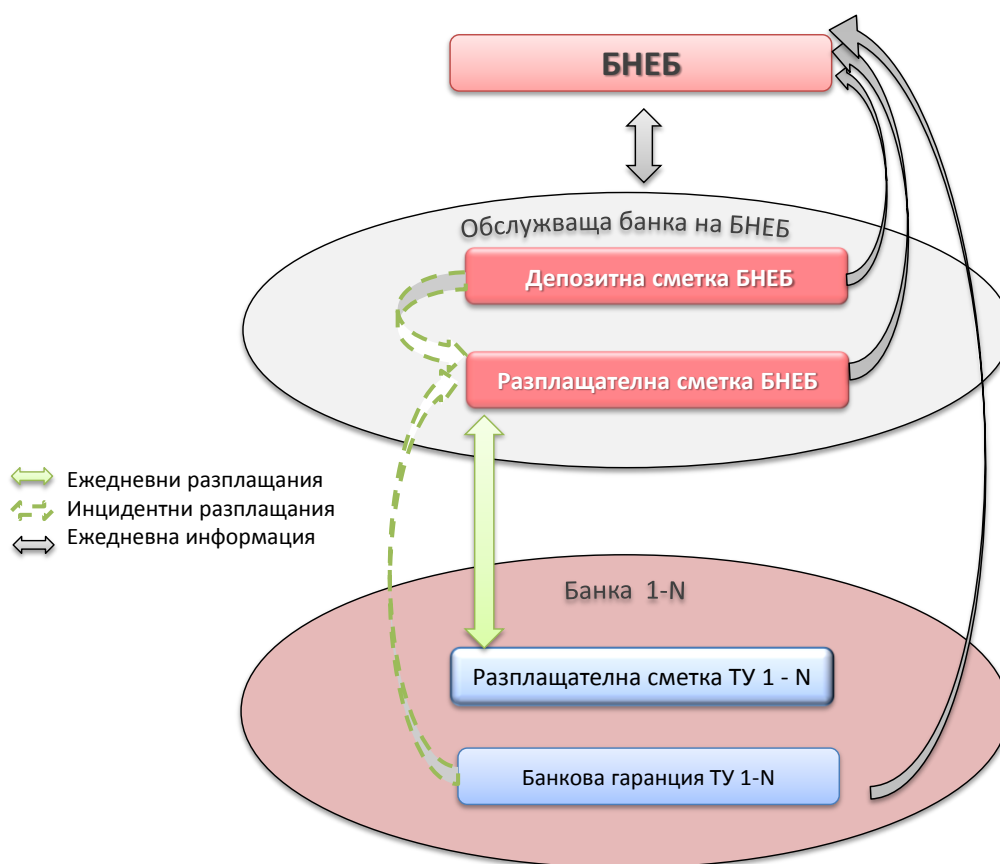 БНЕБ
Обслужваща банка на БНЕБ
Депозитна сметка БНЕБ
Разплащателна сметка БНЕБ
Ежедневни разплащания
Инцидентни разплащания
Ежедневна информация
Банка 1-N
Разплащателна сметка ТУ 1 - N
Банкова гаранция ТУ 1-N